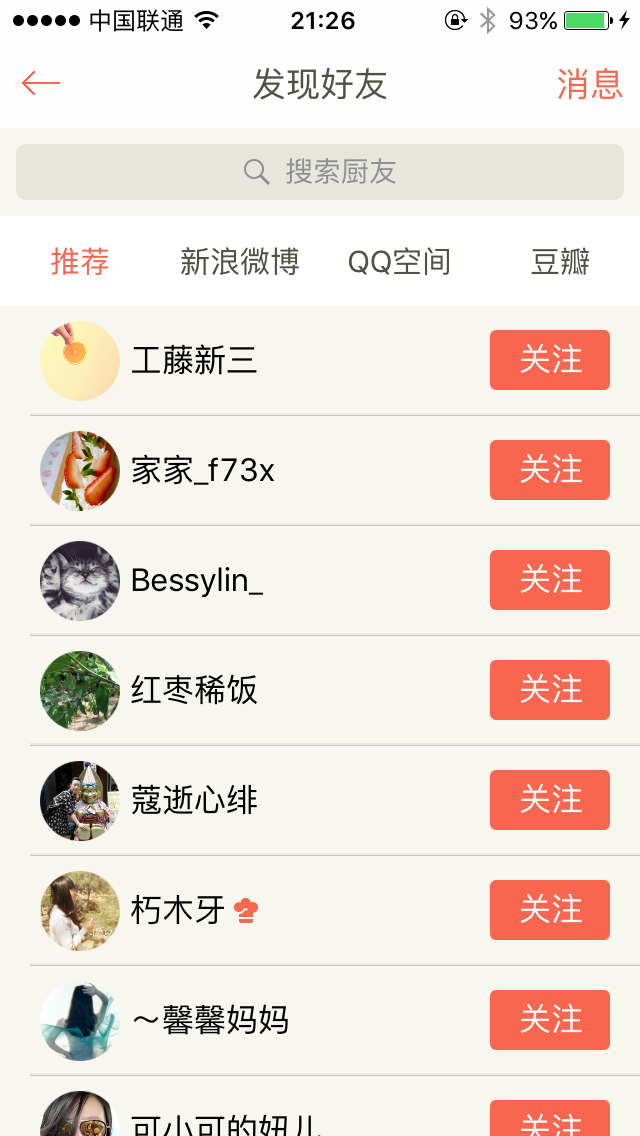 中国联通 21:26 93%
发现好友 消息
搜索厨友
推荐 新浪微博 QQ空间 豆瓣
工藤新三 关注
家家_f73x 关注
Bessylin_ 关注
红枣稀饭 关注
蔻逝心绯 关注
朽木牙 关注
～馨馨妈妈 关注
可小可的妞儿 关注